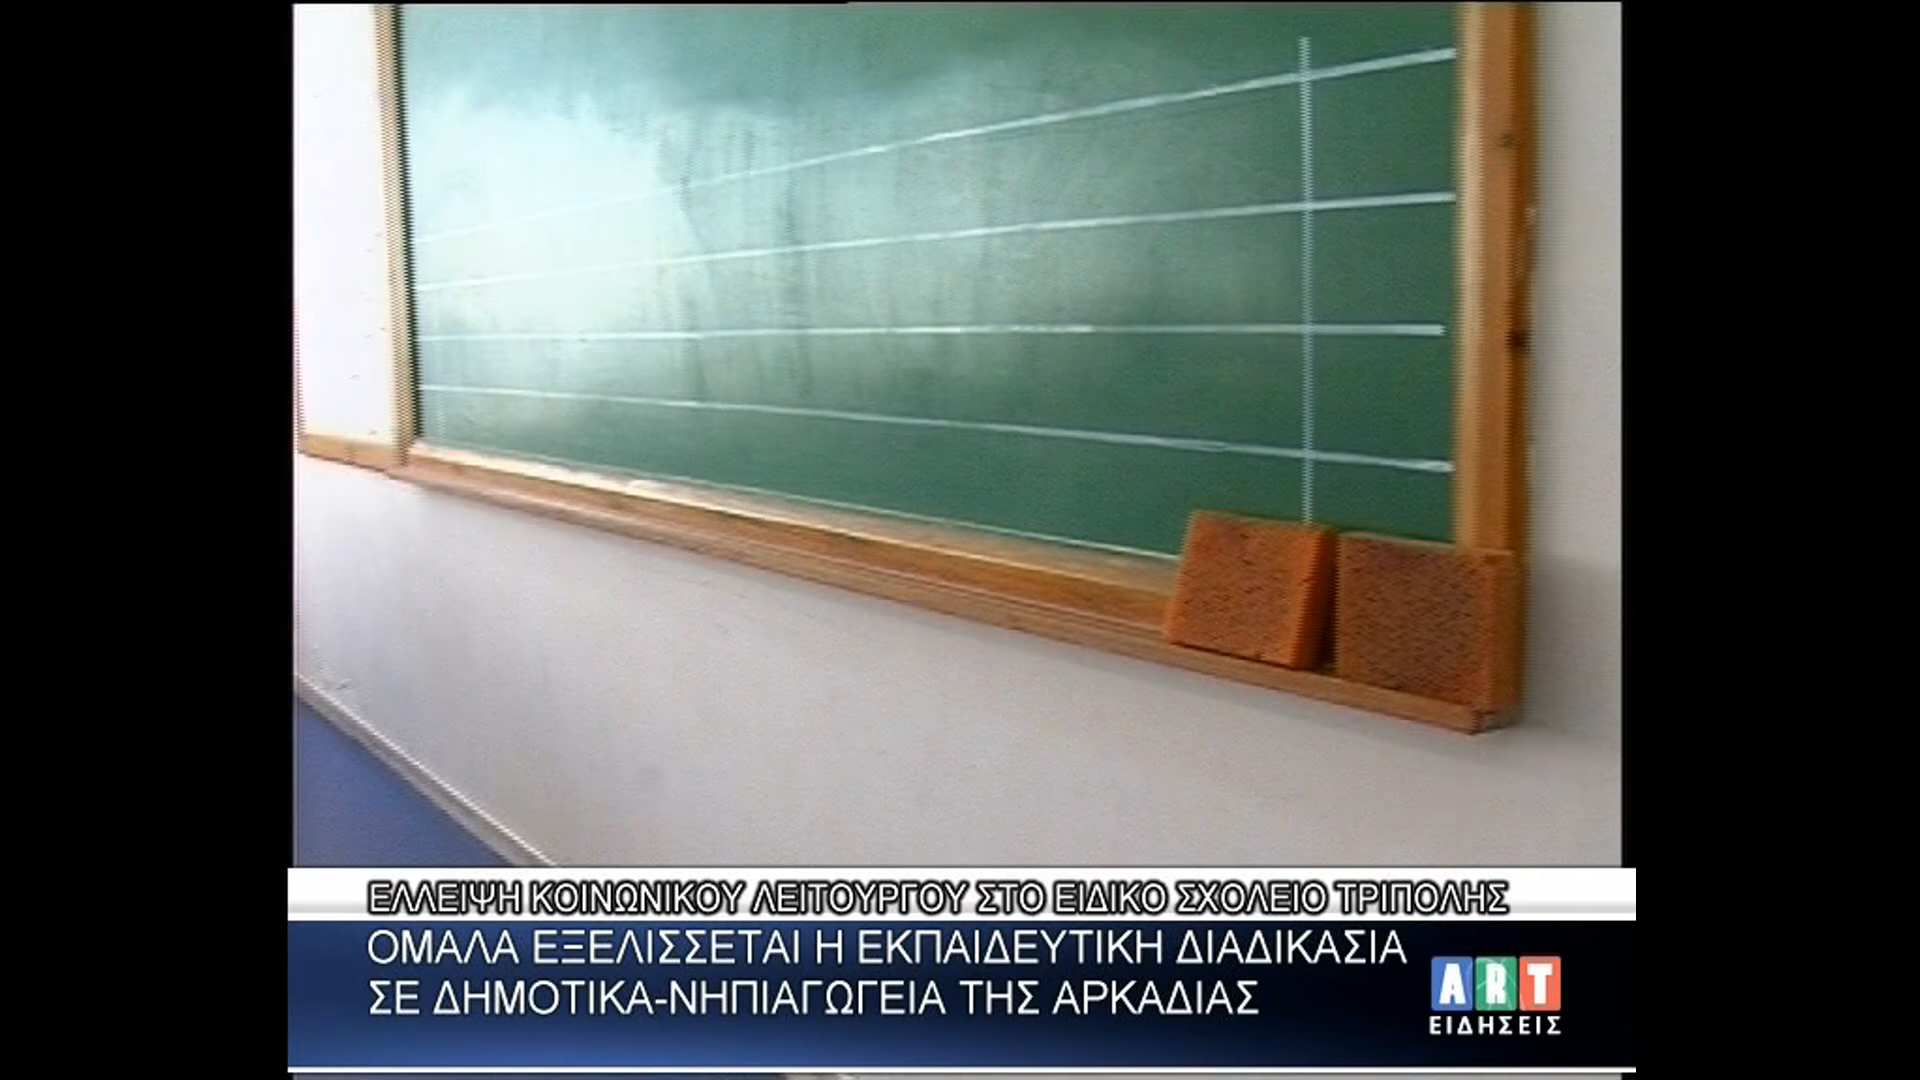 ΕΛΛΕΙΨΗ ΚΟΙΝΩΝΙΚΟΥ ΛΕΙΤΟΥΡΓΟΥ ΣΤΟ ΕΙΔΙΚΟ ΣΧΟΛΕΙΟ ΤΡΙΠΟΛΗΣ
ΟΜΑΛΑ ΕΞΕΛΙΣΣΕΤΑΙ Η ΕΚΠΑΙΔΕΥΤΙΚΗ ΔΙΑΔΙΚΑΣΙΑ
ΣΕ ΔΗΜΟΤΙΚΑ-ΝΗΠΙΑΓΩΓΕΙΑ ΤΗΣ ΑΡΚΑΔΙΑΣ
ART
ΕΙΔΗΣΕΙΣ